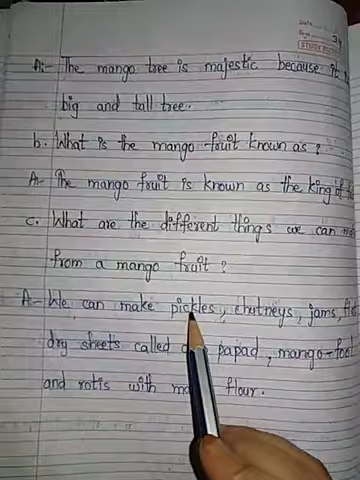 Date
Page 38
STUDY
A:- The mango tree is majestic because it
big and tall tree.
b. What is the mango fruit known as ?
A- The mango fruit is known as the king of
c. What are the different things we can
from a mango fruit ?
A:- We can make pickles, chutneys, jams,
dry sheets called papad, mango-fool
and rotis with flour.